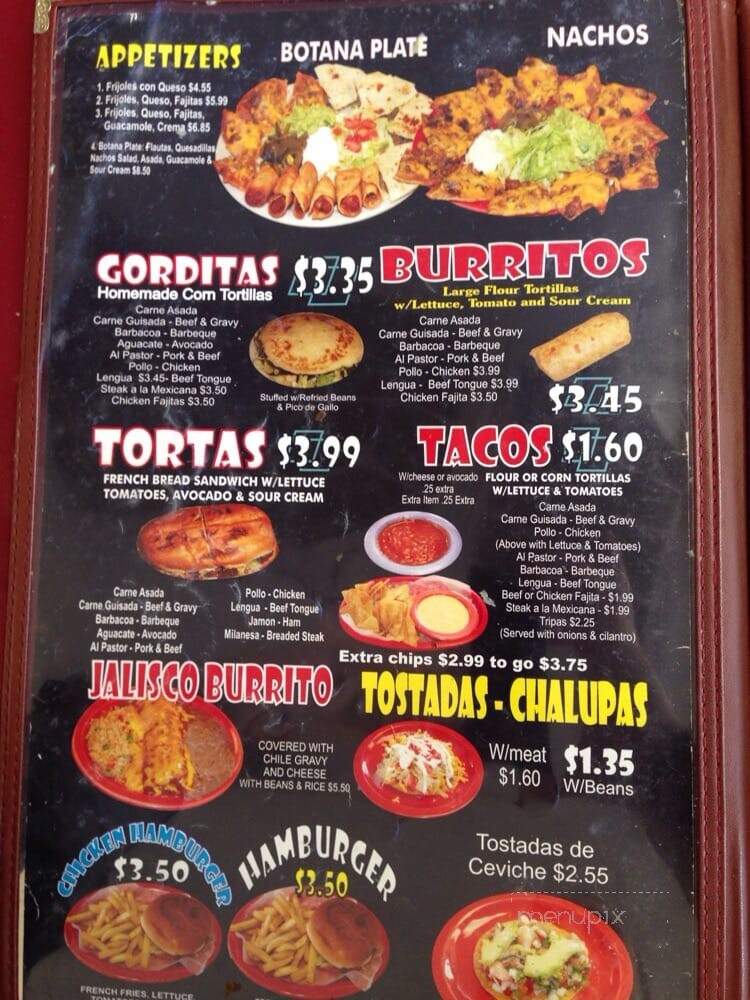 APPETIZERS
BOTANA PLATE
NACHOS
1. Frijoles con Queso $4.55
2. Frijoles, Queso, Fajitas $5.99
3. Frijoles, Queso, Fajitas,
Guacamole, Crema $6.85
4. Botana Plate: Flautas, Quesadillas
Nachos Salad, Asada, Guacamole &
Sour Cream $8.50
GORDITAS $3.35
Homemade Corn Tortillas
Carne Asada
Carne Guisada - Beef & Gravy
Barbacoa - Barbeque
Aguacate - Avocado
Al Pastor - Pork & Beef
Pollo - Chicken
Lengua $3.45- Beef Tongue
Steak a la Mexicana $3.50
Chicken Fajitas $3.50
Stuffed w/Refried Beans
& Pico de Gallo
BURRITOS
Large Flour Tortillas
w/Lettuce, Tomato and Sour Cream
Carne Asada
Carne Guisada - Beef & Gravy
Barbacoa - Barbeque
Al Pastor - Pork & Beef
Pollo - Chicken $3.99
Lengua - Beef Tongue $3.99
Chicken Fajita $3.50
$3.45
TORTAS $3.99
FRENCH BREAD SANDWICH W/LETTUCE
TOMATOES, AVOCADO & SOUR CREAM
Carne Asada
Carne Guisada - Beef & Gravy
Barbacoa - Barbeque
Aguacate - Avocado
Al Pastor - Pork & Beef
Pollo - Chicken
Lengua - Beef Tongue
Jamon - Ham
Milanesa - Breaded Steak
TACOS $1.60
W/cheese or avocado
.25 extra
Extra Item .25 Extra
FLOUR OR CORN TORTILLAS
W/LETTUCE & TOMATOES
Carne Asada
Carne Guisada - Beef & Gravy
Pollo - Chicken
(Above with Lettuce & Tomatoes)
Al Pastor - Pork & Beef
Barbacoa - Barbeque
Lengua - Beef Tongue
Beef or Chicken Fajita - $1.99
Steak a la Mexicana - $1.99
Tripas $2.25
(Served with onions & cilantro)
Extra chips $2.99 to go $3.75
JALISCO BURRITO
COVERED WITH
CHILE GRAVY
AND CHEESE
WITH BEANS & RICE $5.50
TOSTADAS - CHALUPAS
W/meat
$1.60
$1.35
W/Beans
CHICKEN HAMBURGER
$3.50
HAMBURGER
$3.50
Tostadas de
Ceviche $2.55
menupix
FRENCH FRIES, LETTUCE